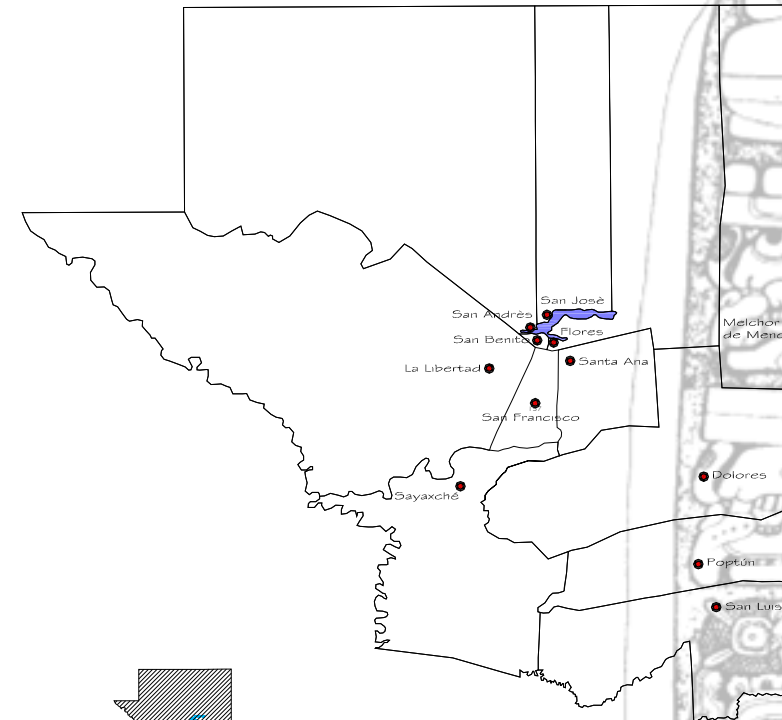 San José
San Andrès
Flores
San Benito
Santa Ana
La Libertad
San Francisco
Sayaxché
Melchor
de Menc
Dolores
Poptún
San Luis